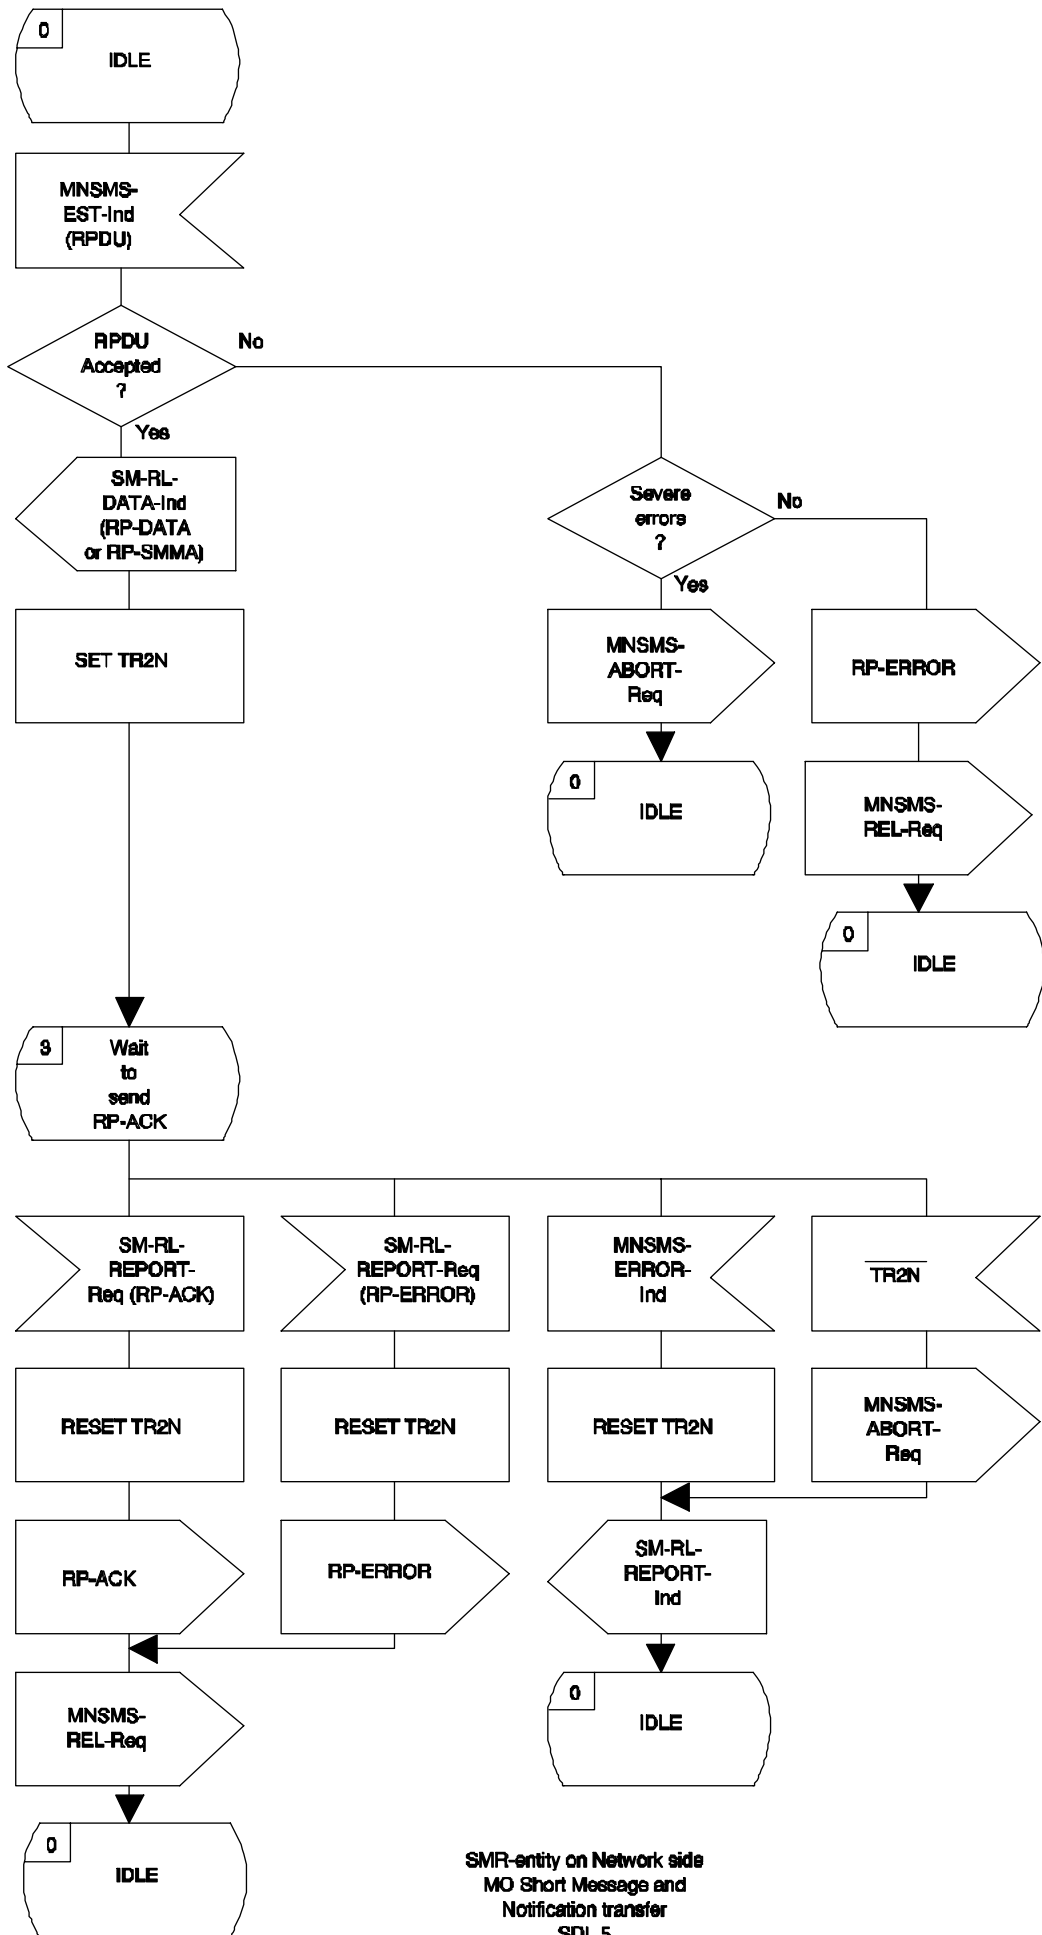 0
IDLE
MNSMS-
EST-Ind
(RPDU)
RPDU
Accepted
?
No
Yes
SM-RL-
DATA-Ind
(RP-DATA
or RP-SMMA)
Severe
errors
?
No
Yes
SET TR2N
MNSMS-
ABORT-
Req
RP-ERROR
0
IDLE
MNSMS-
REL-Req
0
IDLE
3
Wait
to
send
RP-ACK
SM-RL-
REPORT-
Req (RP-ACK)
SM-RL-
REPORT-Req
(RP-ERROR)
MNSMS-
ERROR-
Ind
TR2N
RESET TR2N
RESET TR2N
RESET TR2N
MNSMS-
ABORT-
Req
RP-ACK
RP-ERROR
SM-RL-
REPORT-
Ind
MNSMS-
REL-Req
0
IDLE
0
IDLE
SMR-entity on Network side
MO Short Message and
Notification transfer
SDL 5